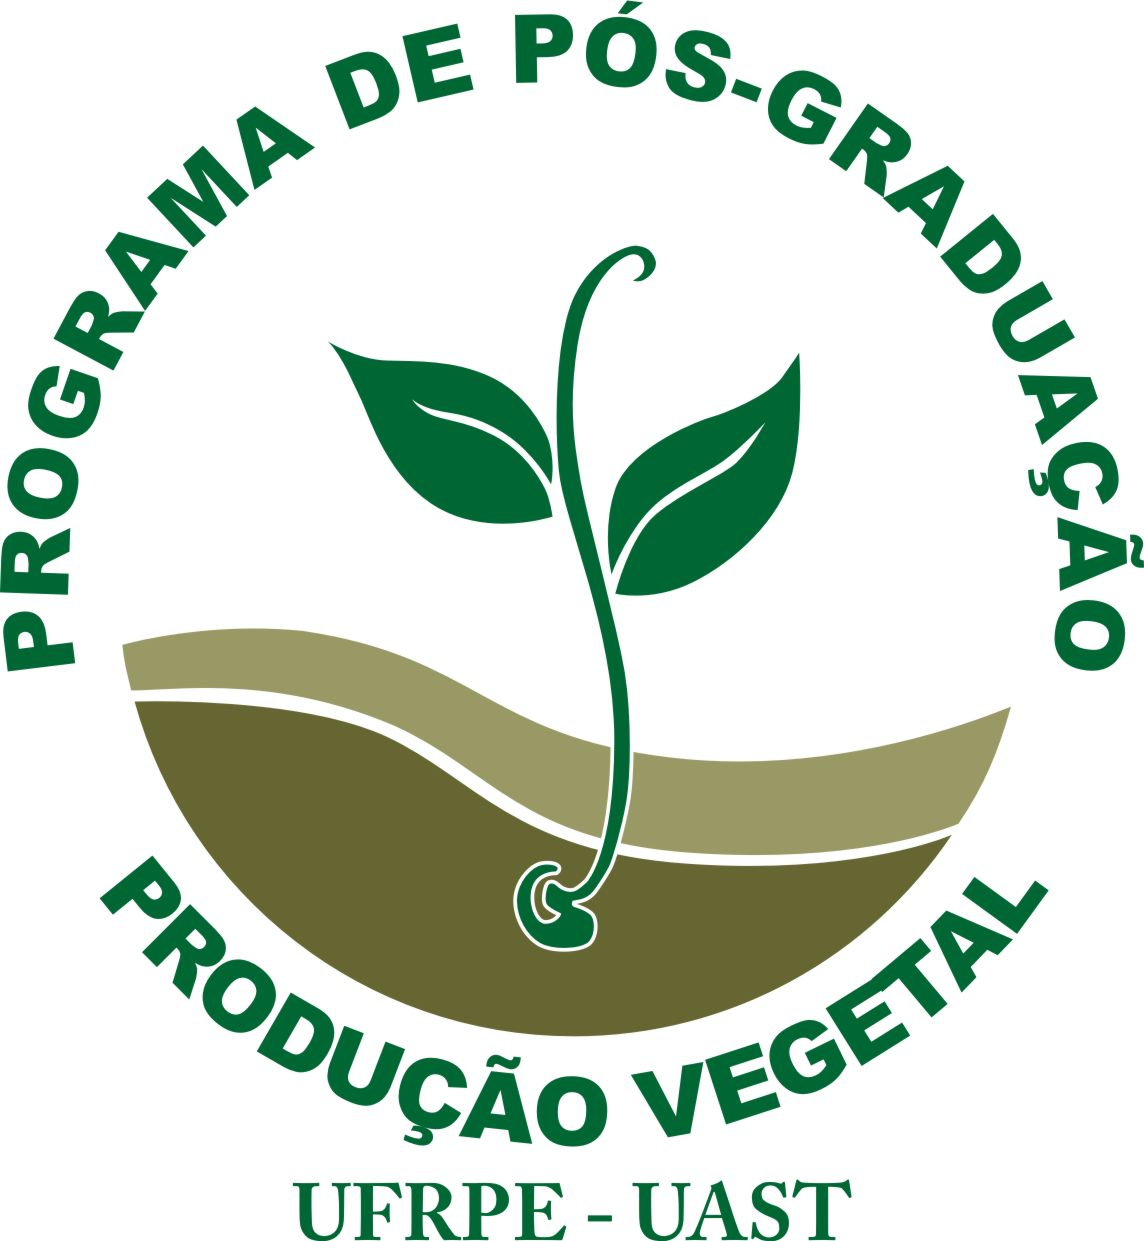 PROGRAMA DE PÓS-GRADUAÇÃO
PRODUÇÃO VEGETAL
UFRPE - UAST